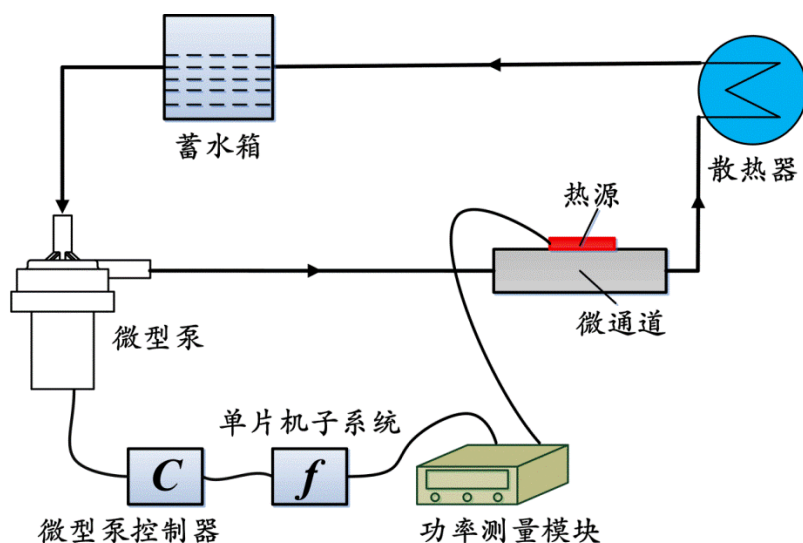 蓄水箱
散热器
热源
微通道
微型泵
单片机子系统
C
f
微型泵控制器
功率测量模块